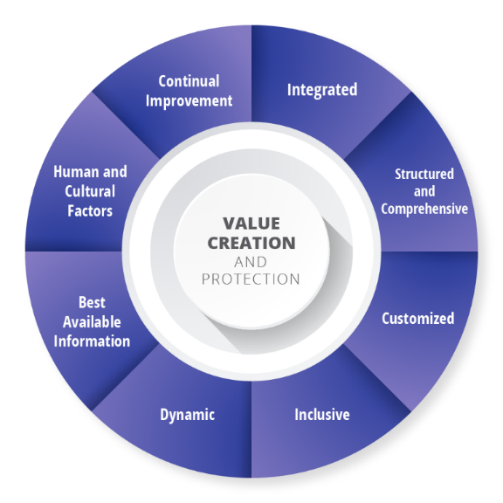 Continual
Improvement
Integrated
Structured
and
Comprehensive
Customized
Inclusive
Dynamic
Best
Available
Information
Human and
Cultural
Factors
VALUE
CREATION
AND
PROTECTION